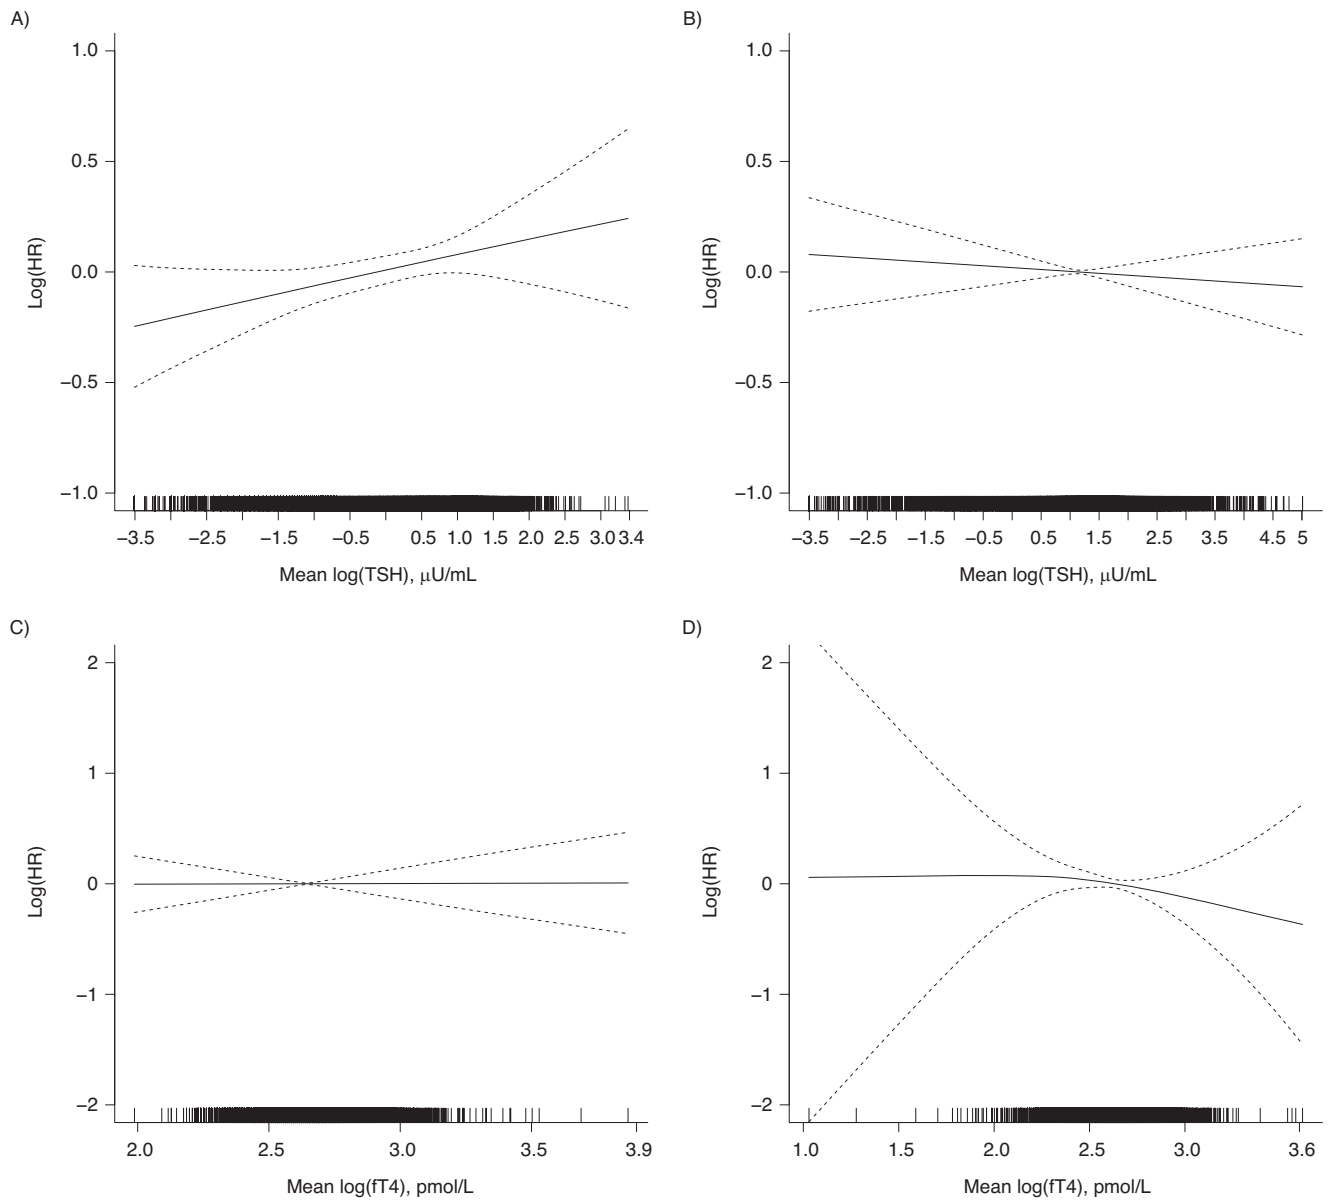 A)
1.0
0.5
0.0
−0.5
−1.0
Log(HR)
−3.5 −2.5 −1.5 −0.5 0.5 1.0 1.5 2.0 2.5 3.0 3.4
Mean log(TSH), μU/mL
B)
1.0
0.5
0.0
−0.5
−1.0
Log(HR)
−3.5 −2.5 −1.5 −0.5 0.5 1.5 2.5 3.5 4.5 5
Mean log(TSH), μU/mL
C)
2
1
0
−1
−2
Log(HR)
2.0 2.5 3.0 3.5 3.9
Mean log(fT4), pmol/L
D)
2
1
0
−1
−2
Log(HR)
1.0 1.5 2.0 2.5 3.0 3.6
Mean log(fT4), pmol/L